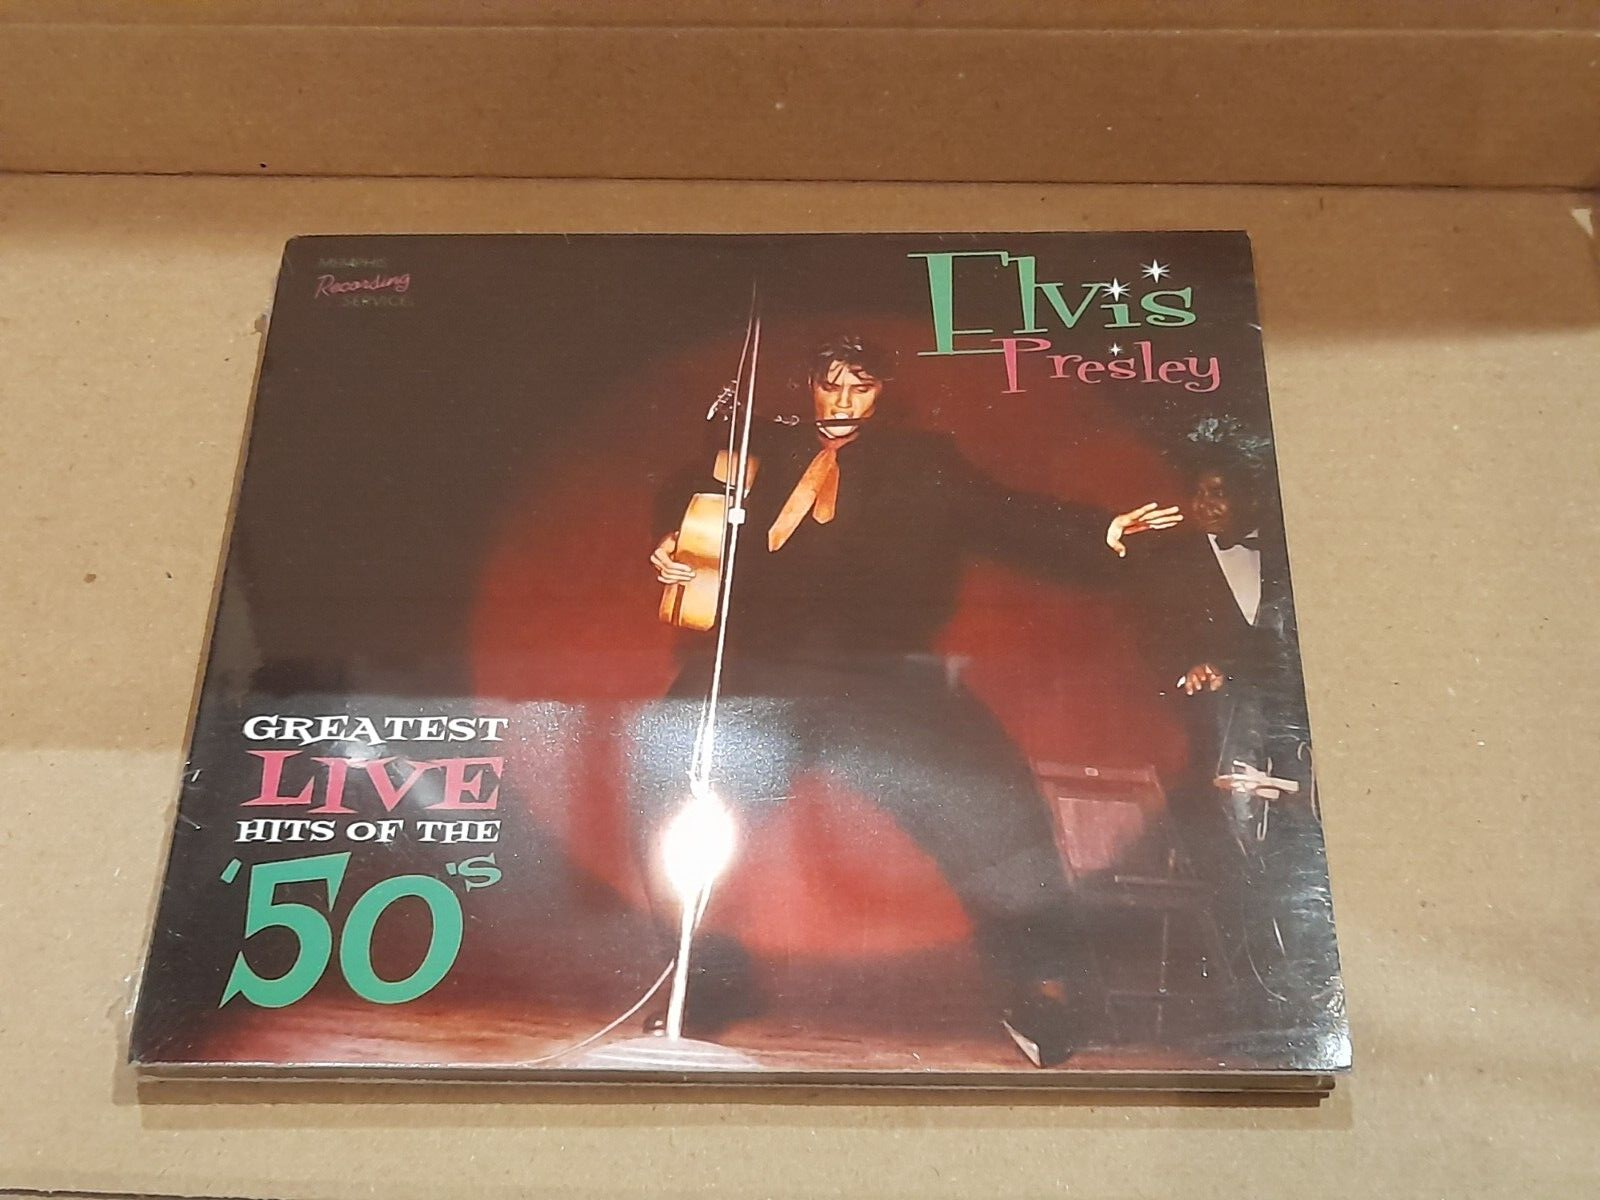 MEMPHIS
Recording
SERVICE
Elvis
Presley
GREATEST
LIVE
HITS OF THE
'50's